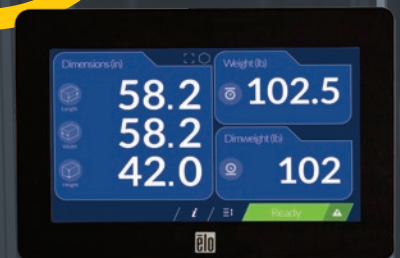 Dimensions (in)
Length
58.2
Width
58.2
Height
42.0
Weight (lb)
102.5
Dimweight (lb)
102
i
Ready
elo